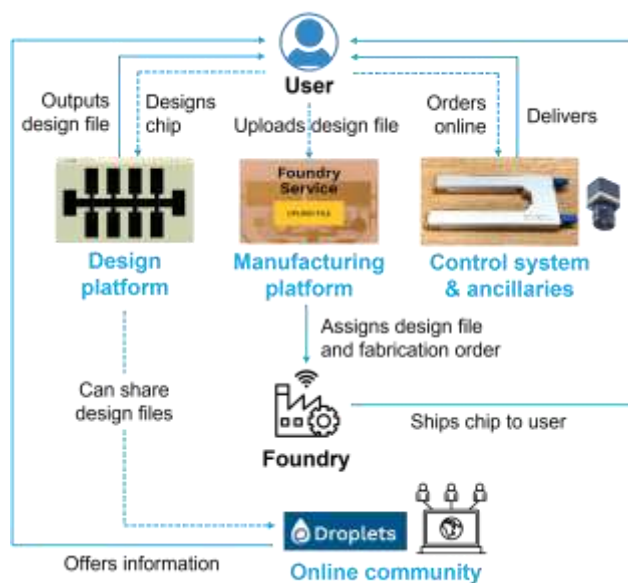 User
Outputs
design file
Designs
chip
Uploads design file
Orders
online
Delivers
Foundry
Service
UPLOAD FILE
Design
platform
Manufacturing
platform
Control system
& ancillaries
Assigns design file
and fabrication order
Can share
design files
Foundry
Ships chip to user
Droplets
Offers information
Online community